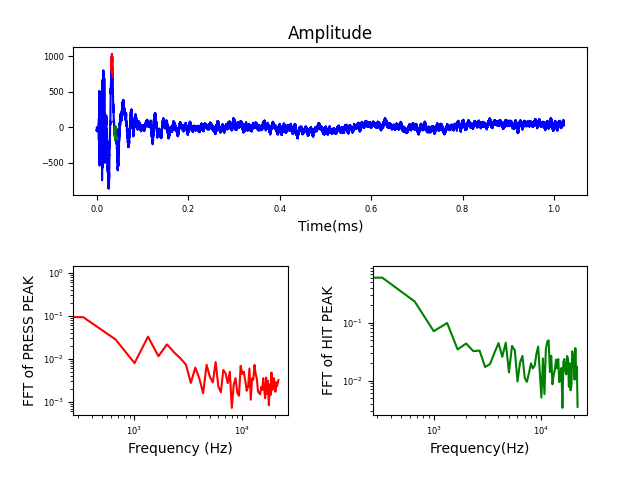 Amplitude
1000
500
0
−500
0.0 0.2 0.4 0.6 0.8 1.0
Time(ms)
FFT of PRESS PEAK
10⁰
10⁻¹
10⁻²
10⁻³
10³ 10⁴
Frequency (Hz)
FFT of HIT PEAK
10⁻¹
10⁻²
10³ 10⁴
Frequency(Hz)